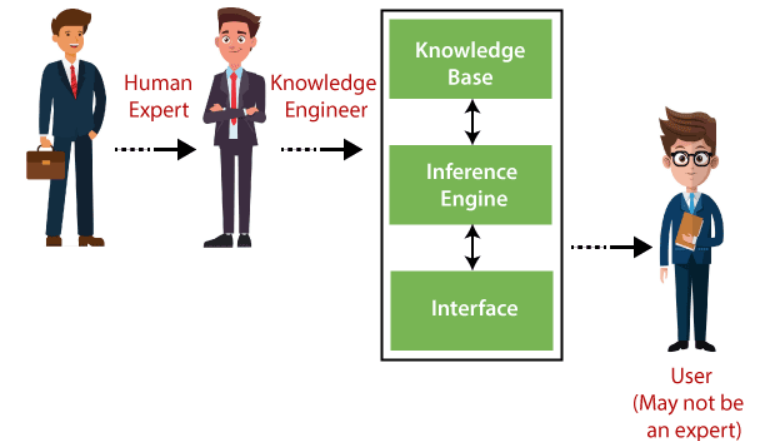 Human
Expert
Knowledge
Engineer
Knowledge
Base
Inference
Engine
Interface
User
(May not be
an expert)